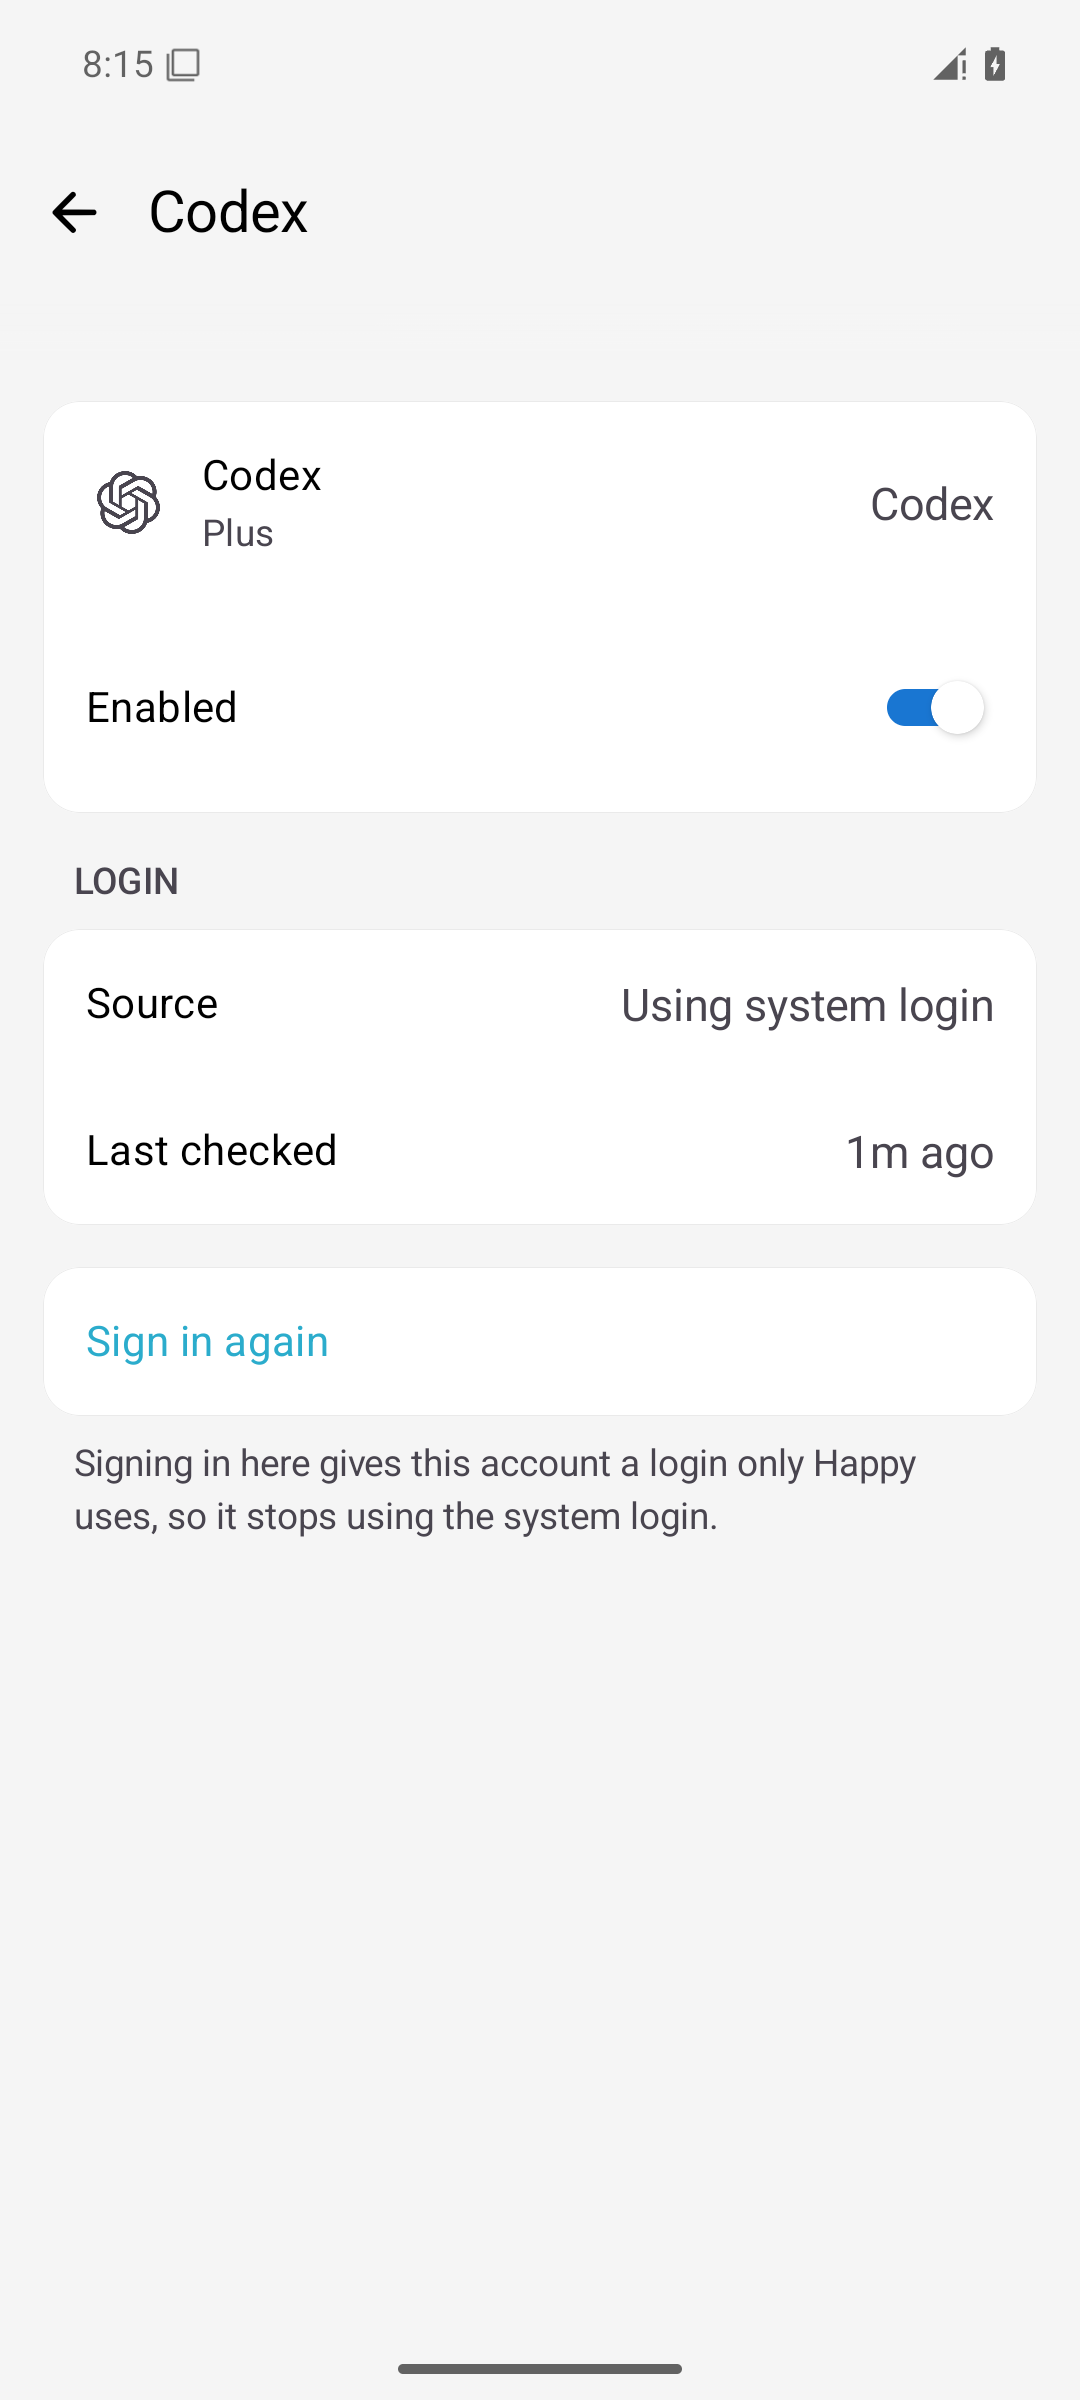 8:15
Codex
Codex
Plus
Codex
Enabled
LOGIN
Source
Using system login
Last checked
1m ago
Sign in again
Signing in here gives this account a login only Happy
uses, so it stops using the system login.